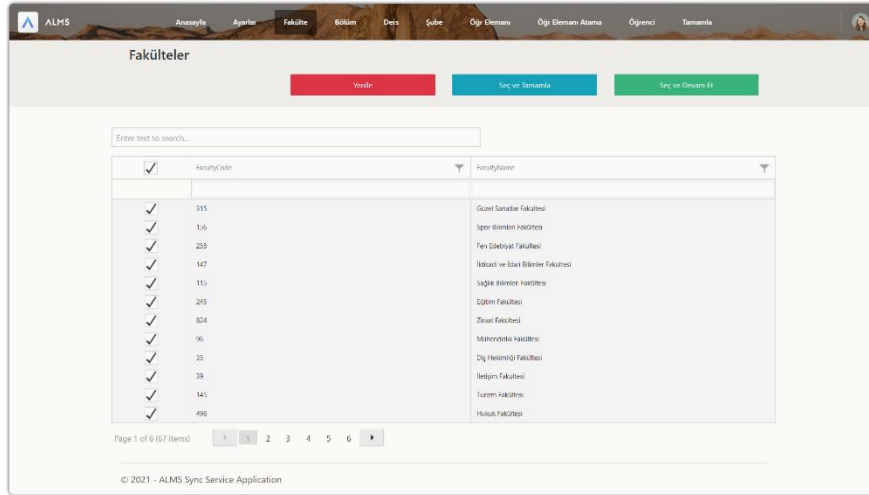 ALMS Anasayfa Ayarlar Fakülte Bölüm Ders Şube Öğr Elemanı Öğr Elemanı Atama Öğrenci Tamamla
Fakülteler
Yenile Seç ve Tamamla Seç ve Devam Et
Enter text to search...
FacultyCode FacultyName
315 Güzel Sanatlar Fakültesi
156 Spor Bilimleri Fakültesi
255 Fen Edebiyat Fakültesi
147 İktisadi ve İdari Bilimler Fakültesi
115 Sağlık Bilimleri Fakültesi
245 Eğitim Fakültesi
824 Ziraat Fakültesi
96 Mühendislik Fakültesi
35 Diş Hekimliği Fakültesi
39 İletişim Fakültesi
145 Turizm Fakültesi
496 Hukuk Fakültesi
Page 1 of 6 (67 items) 1 2 3 4 5 6
© 2021 - ALMS Sync Service Application